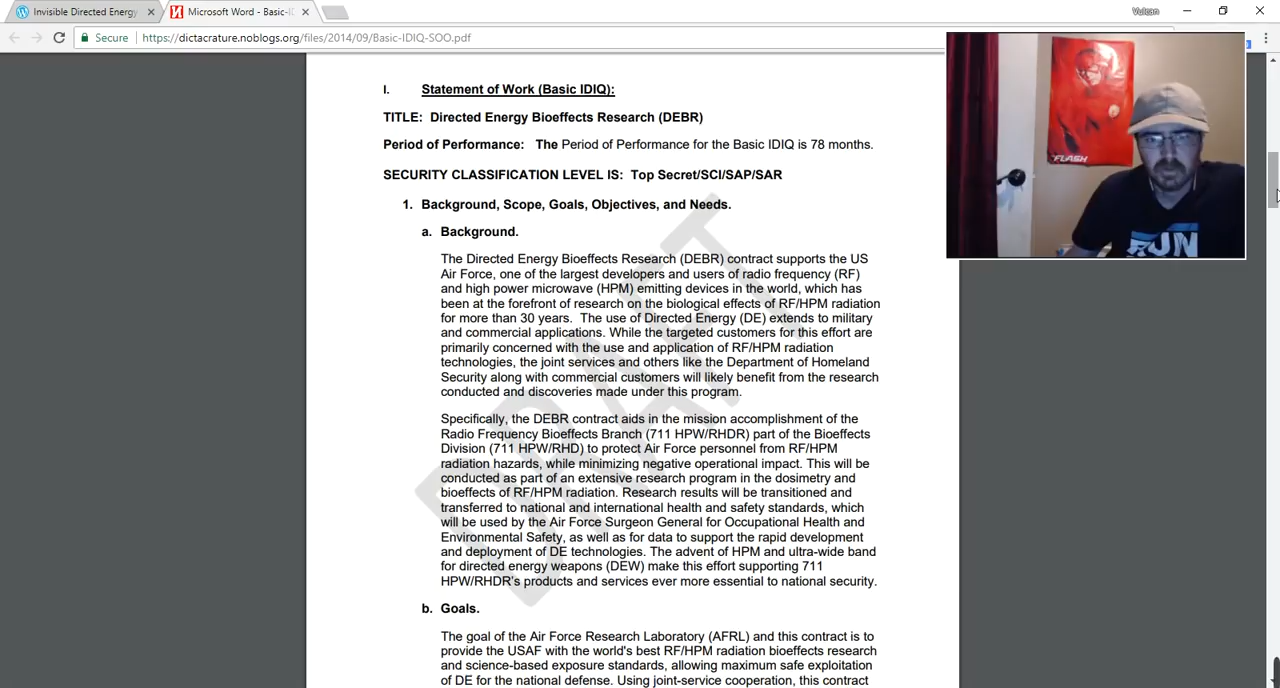 Invisible Directed Energy
Microsoft Word - Basic-ID
Vulcan
Secure
https://dictacrature.noblogs.org/files/2014/09/Basic-IDIQ-SOO.pdf
I. Statement of Work (Basic IDIQ):
TITLE: Directed Energy Bioeffects Research (DEBR)
Period of Performance: The Period of Performance for the Basic IDIQ is 78 months.
SECURITY CLASSIFICATION LEVEL IS: Top Secret/SCI/SAP/SAR
1. Background, Scope, Goals, Objectives, and Needs.
a. Background.
The Directed Energy Bioeffects Research (DEBR) contract supports the US
Air Force, one of the largest developers and users of radio frequency (RF)
and high power microwave (HPM) emitting devices in the world, which has
been at the forefront of research on the biological effects of RF/HPM radiation
for more than 30 years. The use of Directed Energy (DE) extends to military
and commercial applications. While the targeted customers for this effort are
primarily concerned with the use and application of RF/HPM radiation
technologies, the joint services and others like the Department of Homeland
Security along with commercial customers will likely benefit from the research
conducted and discoveries made under this program.
Specifically, the DEBR contract aids in the mission accomplishment of the
Radio Frequency Bioeffects Branch (711 HPW/RHDR) part of the Bioeffects
Division (711 HPW/RHD) to protect Air Force personnel from RF/HPM
radiation hazards, while minimizing negative operational impact. This will be
conducted as part of an extensive research program in the dosimetry and
bioeffects of RF/HPM radiation. Research results will be transitioned and
transferred to national and international health and safety standards, which
will be used by the Air Force Surgeon General for Occupational Health and
Environmental Safety, as well as for data to support the rapid development
and deployment of DE technologies. The advent of HPM and ultra-wide band
for directed energy weapons (DEW) make this effort supporting 711
HPW/RHDR's products and services ever more essential to national security.
b. Goals.
The goal of the Air Force Research Laboratory (AFRL) and this contract is to
provide the USAF with the world's best RF/HPM radiation bioeffects research
and science-based exposure standards, allowing maximum safe exploitation
of DE for the national defense. Using joint-service cooperation, this contract
DRAFT
FLASH
RUN